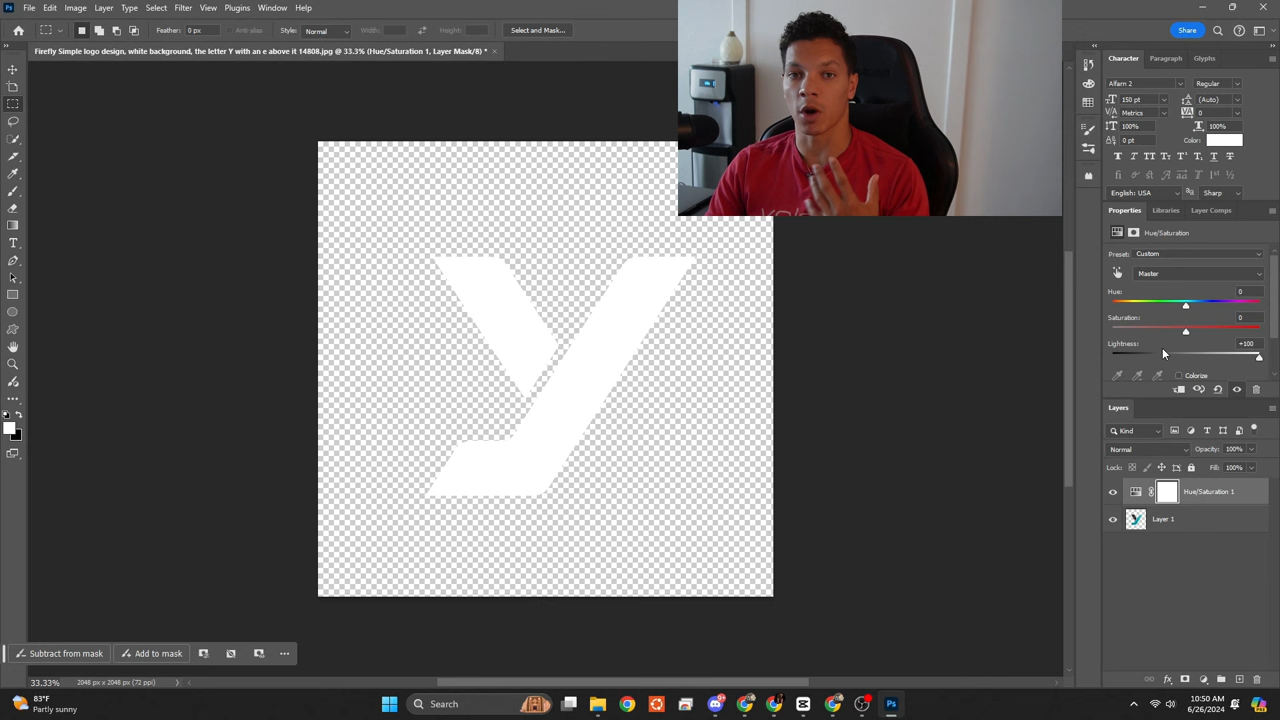 Ps File Edit Image Layer Type Select Filter View Plugins Window Help
Feather: 0 px Anti-alias Style: Normal Width: Height: Select and Mask... Share
Firefly Simple logo design, white background, the letter Y with an e above it 14808.jpg @ 33.3% (Hue/Saturation 1, Layer Mask/8) *
Character Paragraph Glyphs
Alfarn 2 Regular
150 pt (Auto)
Metrics 0
100% 100%
0 pt Color:
English: USA Sharp
Properties Libraries Layer Comps
Hue/Saturation
Preset: Custom
Master
Hue: 0
Saturation: 0
Lightness: +100
Colorize
Layers
Kind
Normal Opacity: 100%
Lock: Fill: 100%
Hue/Saturation 1
Layer 1
y
Subtract from mask Add to mask
33.33% 2048 px x 2048 px (72 ppi)
83°F
Partly sunny
Search
Ps
10:50 AM
6/26/2024